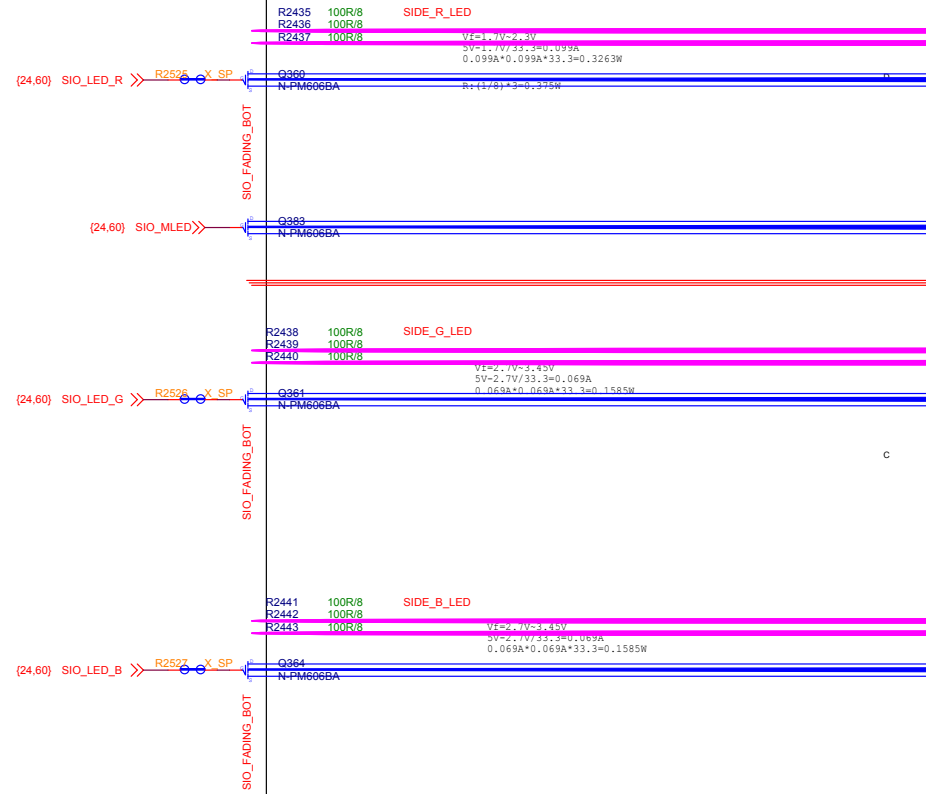 R2435 100R/8 SIDE_R_LED
R2436 100R/8
R2437 100R/8
Vf=1.7V~2.3V
5V-1.7V/33.3=0.099A
0.099A*0.099A*33.3=0.3263W
{24,60} SIO_LED_R R2525 X_SP Q360
N-PM606BA R:(1/8)*3=0.375W
SIO_FADING_BOT
{24,60} SIO_MLED Q383
N-PM606BA
R2438 100R/8 SIDE_G_LED
R2439 100R/8
R2440 100R/8
Vf=2.7V~3.45V
5V-2.7V/33.3=0.069A
0.069A*0.069A*33.3=0.1585W
{24,60} SIO_LED_G R2526 X_SP Q361
N-PM606BA
SIO_FADING_BOT
C
R2441 100R/8 SIDE_B_LED
R2442 100R/8
R2443 100R/8
Vf=2.7V~3.45V
5V-2.7V/33.3=0.069A
0.069A*0.069A*33.3=0.1585W
{24,60} SIO_LED_B R2527 X_SP Q364
N-PM606BA
SIO_FADING_BOT